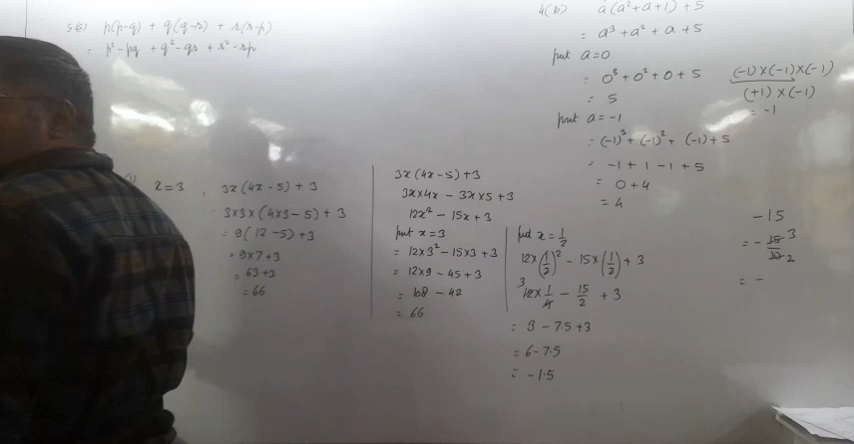 5(a) p(p-q) + q(q-r) + r(r-p)
= p² - pq + q² - qr + r² - rp
x=3, 3x(4x-5)+3
= 3×3×(4×3-5)+3
= 9(12-5)+3
= 9×7+3
= 63+3
= 66
3x(4x-5)+3
3x×4x - 3x×5+3
12x² - 15x+3
put x=3
= 12×3² - 15×3+3
= 12×9 - 45+3
= 108 - 42
= 66
put x=1/2
12×(1/2)² - 15×(1/2)+3
³12×1/4 - 15/2 + 3
= 3 - 7.5+3
= 6-7.5
= -1.5
4(b) a(a²+a+1)+5
= a³+a²+a+5
put a=0
= 0³+0²+0+5
= 5
put a=-1
= (-1)³+(-1)²+(-1)+5
= -1+1-1+5
= 0+4
= 4
(-1)×(-1)×(-1)
(+1)×(-1)
= -1
-15
= - 15 3
10 2
= -